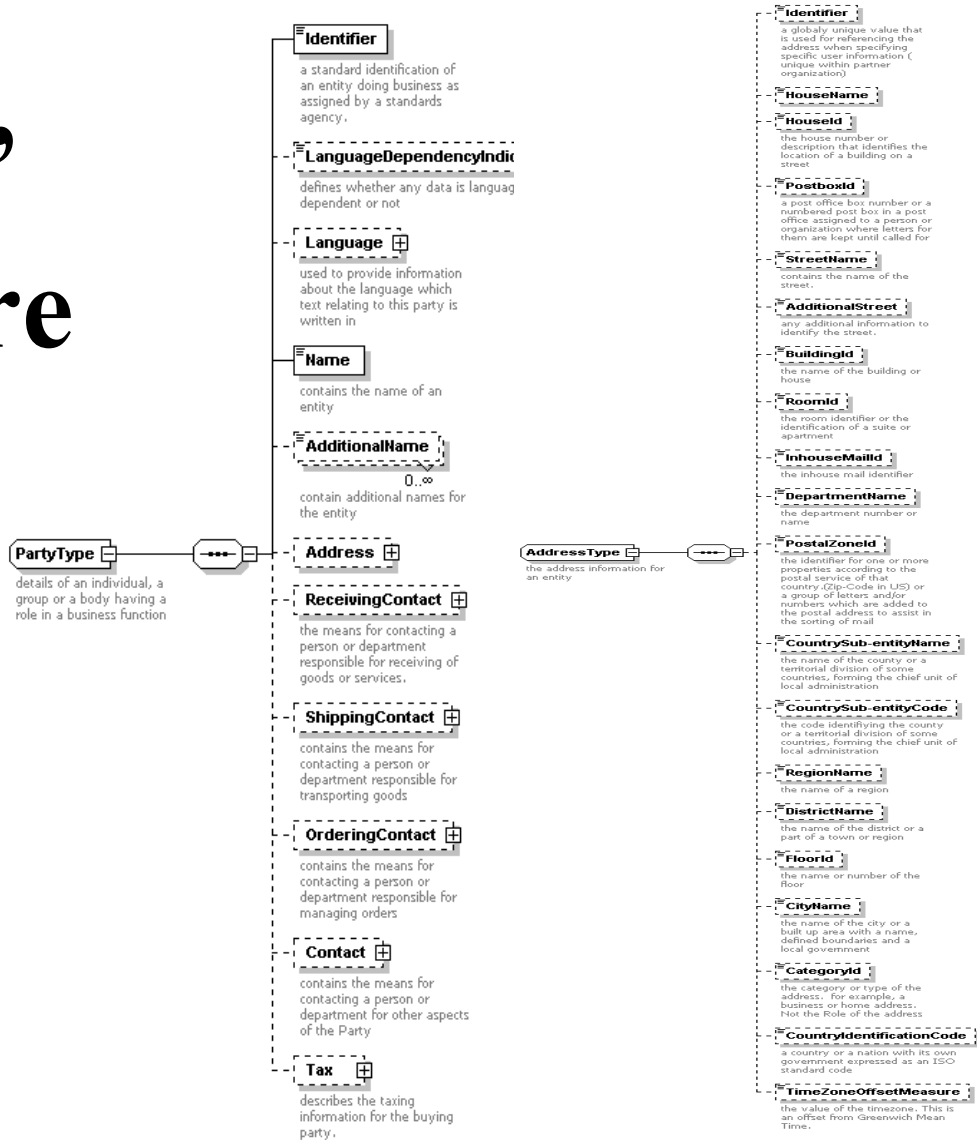 ,
re
PartyType
details of an individual, a
group or a body having a
role in a business function
Identifier
a standard identification of
an entity doing business as
assigned by a standards
agency.
LanguageDependencyIndic
defines whether any data is languag
dependent or not
Language
used to provide information
about the language which
text relating to this party is
written in
Name
contains the name of an
entity
AdditionalName
0..∞
contain additional names for
the entity
Address
ReceivingContact
the means for contacting a
person or department
responsible for receiving of
goods or services.
ShippingContact
contains the means for
contacting a person or
department responsible for
transporting goods
OrderingContact
contains the means for
contacting a person or
department responsible for
managing orders
Contact
contains the means for
contacting a person or
department for other aspects
of the Party
Tax
describes the taxing
information for the buying
party.
AddressType
the address information for
an entity
Identifier
a globaly unique value that
is used for referencing the
address when specifying
specific user information (
unique within partner
organization)
HouseName
HouseId
the house number or
description that identifies the
location of a building on a
street
PostboxId
a post office box number or a
numbered post box in a post
office assigned to a person or
organization where letters for
them are kept until called for
StreetName
contains the name of the
street.
AdditionalStreet
any additional information to
identify the street.
BuildingId
the name of the building or
house
RoomId
the room identifier or the
identification of a suite or
apartment
InhouseMailId
the inhouse mail identifier
DepartmentName
the department number or
name
PostalZoneId
the identifier for one or more
properties according to the
postal service of that
country.(Zip-Code in US) or
a group of letters and/or
numbers which are added to
the postal address to assist in
the sorting of mail
CountrySub-entityName
the name of the county or a
territorial division of some
countries, forming the chief unit of
local administration
CountrySub-entityCode
the code identifiying the county
or a territorial division of some
countries, forming the chief unit of
local administration
RegionName
the name of a region
DistrictName
the name of the district or a
part of a town or region
FloorId
the name or number of the
floor
CityName
the name of the city or a
built up area with a name,
defined boundaries and a
local government
CategoryId
the category or type of the
address.  for example, a
business or home address.
Not the Role of the address
CountryIdentificationCode
a country or a nation with its own
government expressed as an ISO
standard code
TimeZoneOffsetMeasure
the value of the timezone. This is
an offset from Greenwich Mean
Time.